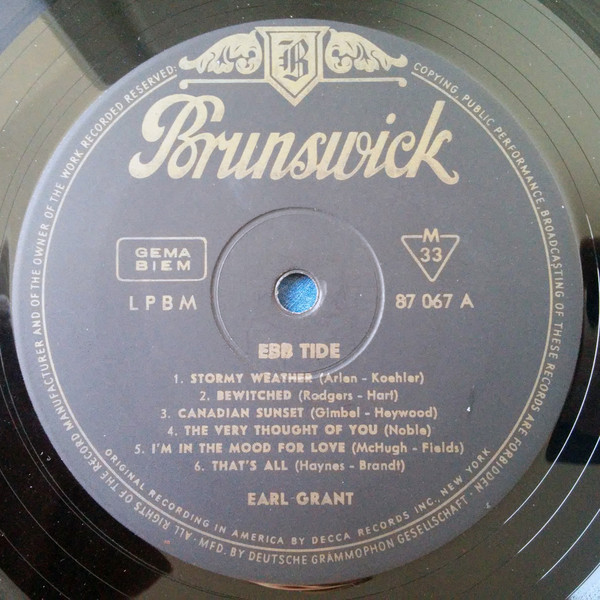 B
Brunswick
GEMA
BIEM
M
33
LPBM
87 067 A
EBB TIDE
1. STORMY WEATHER (Arlen - Koehler)
2. BEWITCHED (Rodgers - Hart)
3. CANADIAN SUNSET (Gimbel - Heywood)
4. THE VERY THOUGHT OF YOU (Noble)
5. I'M IN THE MOOD FOR LOVE (McHugh - Fields)
6. THAT'S ALL (Haynes - Brandt)
EARL GRANT
ORIGINAL RECORDING IN AMERICA BY DECCA RECORDS INC., NEW YORK
ALL RIGHTS OF THE RECORD MANUFACTURER AND OF THE OWNER OF THE WORK RECORDED RESERVED.
COPYING, PUBLIC PERFORMANCE, BROADCASTING OF THESE RECORDS ARE FORBIDDEN
· MFD. BY DEUTSCHE GRAMMOPHON GESELLSCHAFT ·